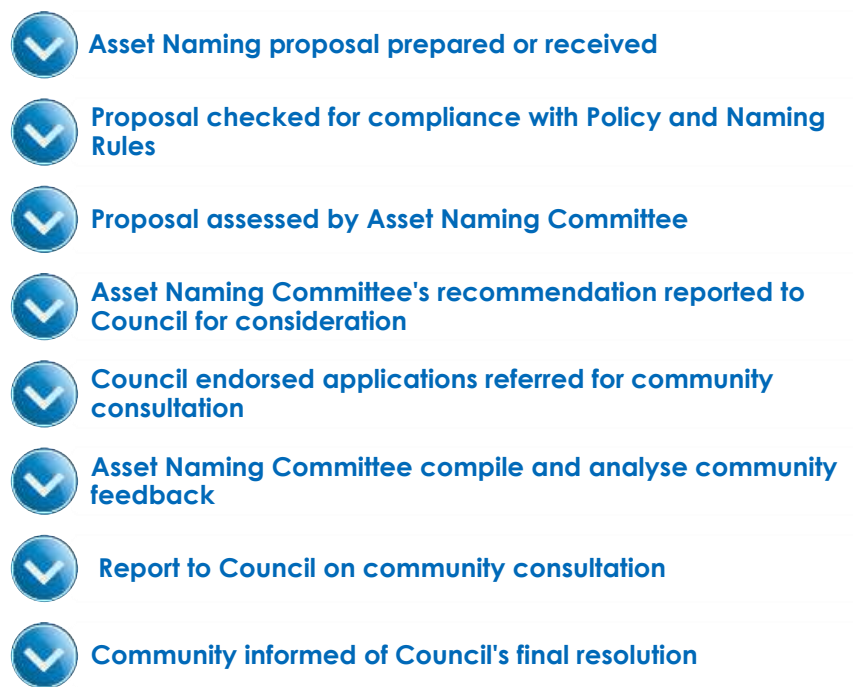 Asset Naming proposal prepared or received
Proposal checked for compliance with Policy and Naming
Rules
Proposal assessed by Asset Naming Committee
Asset Naming Committee's recommendation reported to
Council for consideration
Council endorsed applications referred for community
consultation
Asset Naming Committee compile and analyse community
feedback
Report to Council on community consultation
Community informed of Council's final resolution